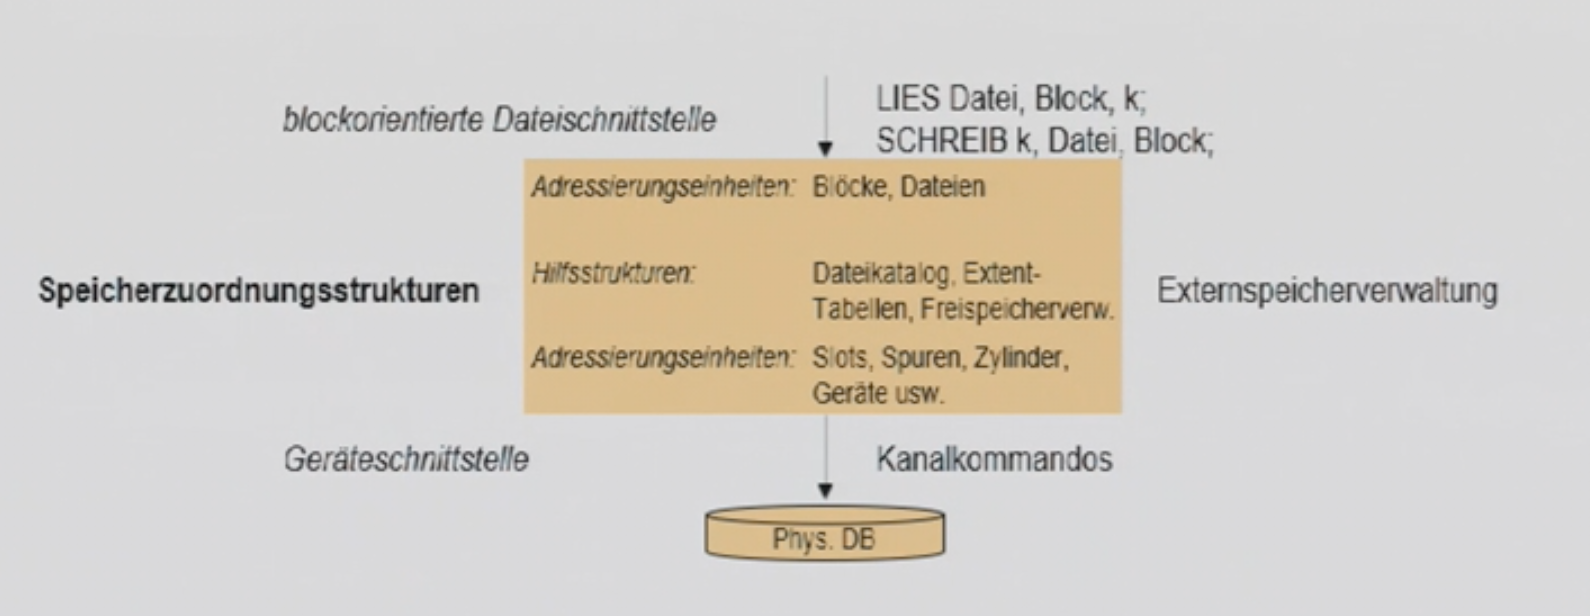 blockorientierte Dateischnittstelle
LIES Datei, Block, k;
SCHREIB k, Datei, Block;
Adressierungseinheiten: Blöcke, Dateien
Speicherzuordnungsstrukturen
Hilfsstrukturen: Dateikatalog, Extent-
Tabellen, Freispeicherverw.
Externspeicherverwaltung
Adressierungseinheiten: Slots, Spuren, Zylinder,
Geräte usw.
Geräteschnittstelle
Kanalkommandos
Phys. DB